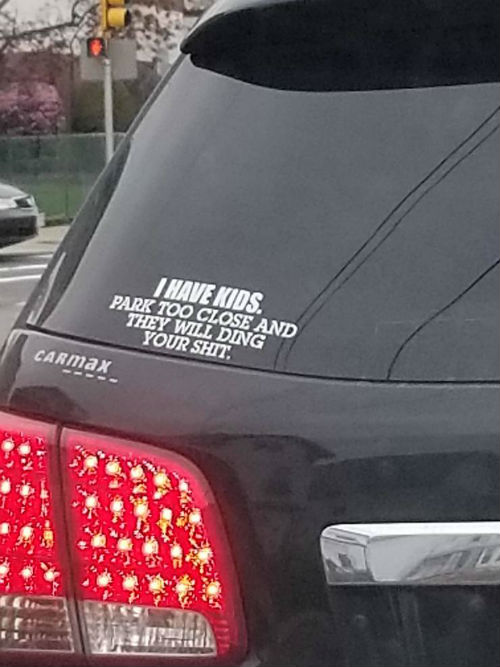 I HAVE KIDS.
PARK TOO CLOSE AND
THEY WILL DING
YOUR SHIT.
CARMAX